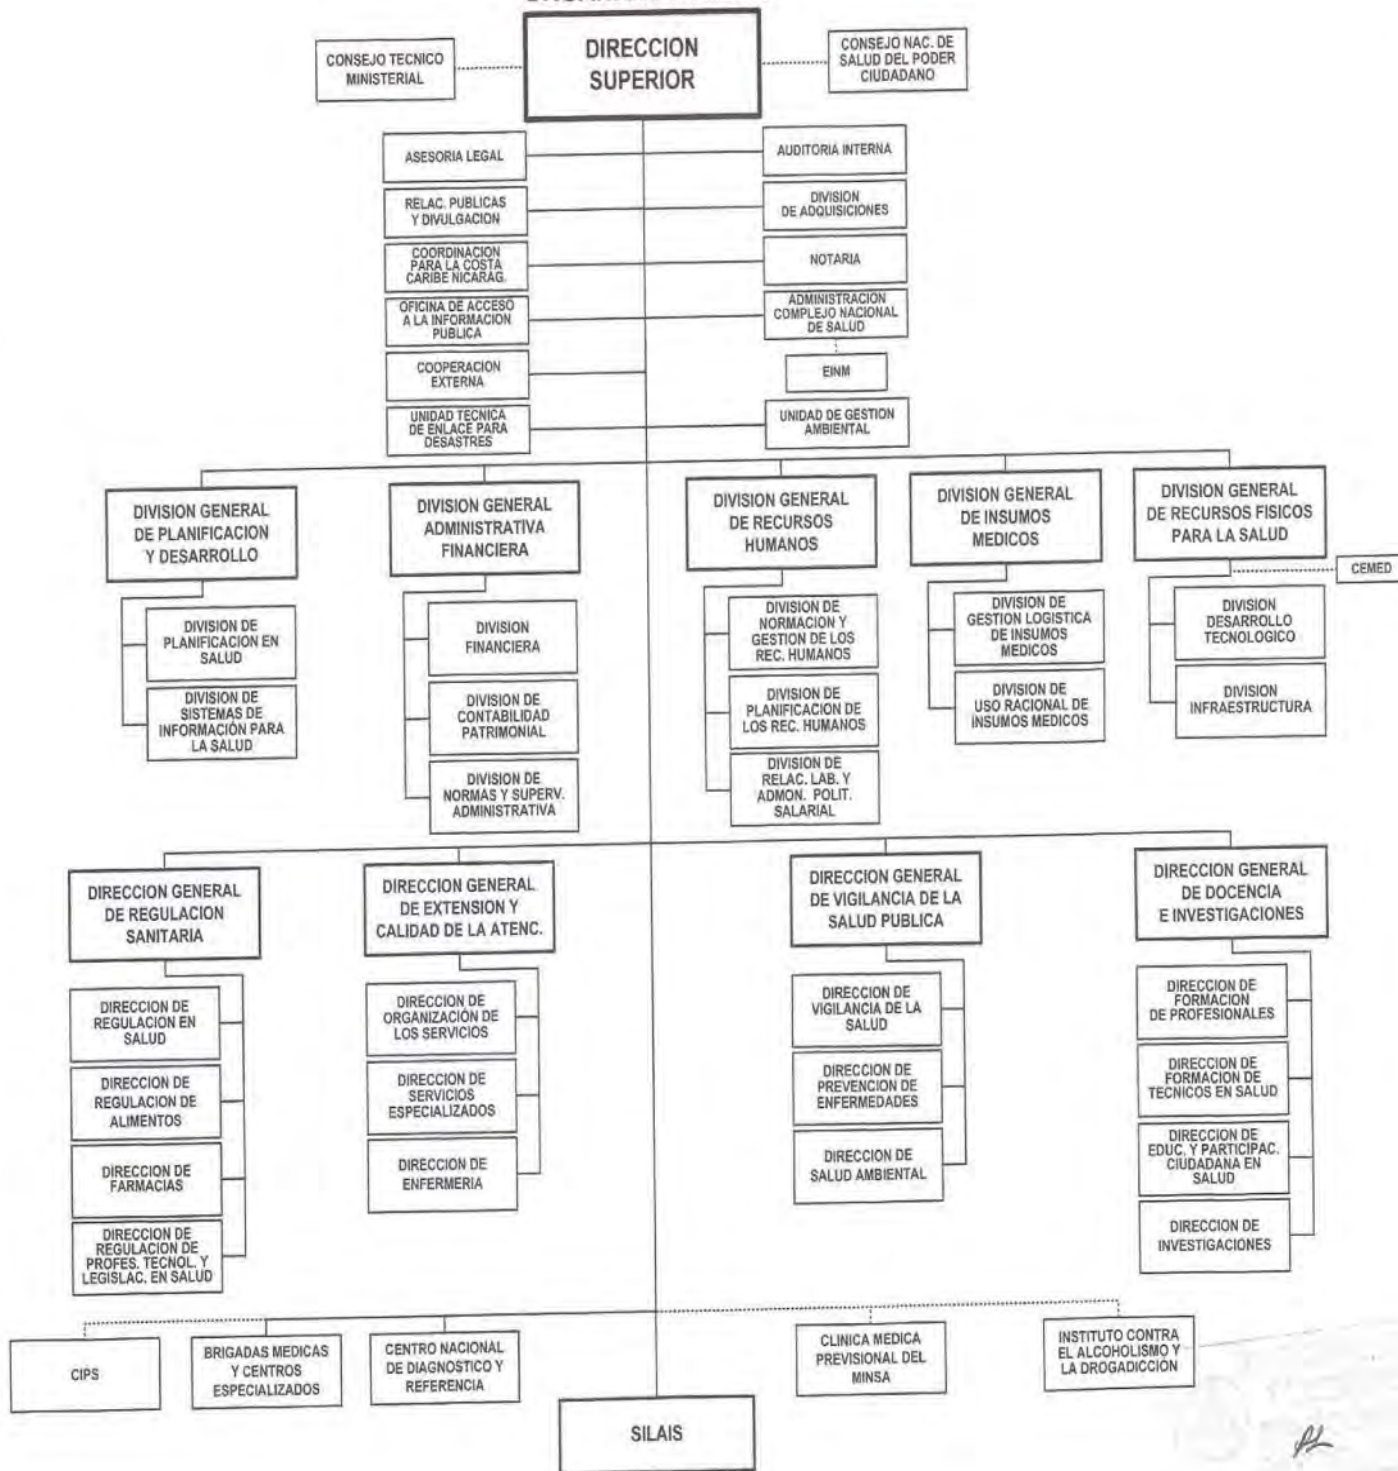 DIRECCION
SUPERIOR
CONSEJO TECNICO
MINISTERIAL
CONSEJO NAC. DE
SALUD DEL PODER
CIUDADANO
ASESORIA LEGAL
AUDITORIA INTERNA
RELAC. PUBLICAS
Y DIVULGACION
DIVISION
DE ADQUISICIONES
COORDINACION
PARA LA COSTA
CARIBE NICARAG.
NOTARIA
OFICINA DE ACCESO
A LA INFORMACION
PUBLICA
ADMINISTRACION
COMPLEJO NACIONAL
DE SALUD
COOPERACION
EXTERNA
EINM
UNIDAD TECNICA
DE ENLACE PARA
DESASTRES
UNIDAD DE GESTION
AMBIENTAL
DIVISION GENERAL
DE PLANIFICACION
Y DESARROLLO
DIVISION GENERAL
ADMINISTRATIVA
FINANCIERA
DIVISION GENERAL
DE RECURSOS
HUMANOS
DIVISION GENERAL
DE INSUMOS
MEDICOS
DIVISION GENERAL
DE RECURSOS FISICOS
PARA LA SALUD
CEMED
DIVISION DE
PLANIFICACION EN
SALUD
DIVISION DE
SISTEMAS DE
INFORMACIÓN PARA
LA SALUD
DIVISION
FINANCIERA
DIVISION DE
CONTABILIDAD
PATRIMONIAL
DIVISION DE
NORMAS Y SUPERV.
ADMINISTRATIVA
DIVISION DE
NORMACION Y
GESTION DE LOS
REC. HUMANOS
DIVISION DE
PLANIFICACION DE
LOS REC. HUMANOS
DIVISION DE
RELAC. LAB. Y
ADMON. POLIT.
SALARIAL
DIVISION DE
GESTION LOGISTICA
DE INSUMOS
MEDICOS
DIVISION DE
USO RACIONAL DE
INSUMOS MEDICOS
DIVISION
DESARROLLO
TECNOLOGICO
DIVISION
INFRAESTRUCTURA
DIRECCION GENERAL
DE REGULACION
SANITARIA
DIRECCION GENERAL
DE EXTENSION Y
CALIDAD DE LA ATENC.
DIRECCION GENERAL
DE VIGILANCIA DE LA
SALUD PUBLICA
DIRECCION GENERAL
DE DOCENCIA
E INVESTIGACIONES
DIRECCION DE
REGULACION EN
SALUD
DIRECCION DE
REGULACION DE
ALIMENTOS
DIRECCION DE
FARMACIAS
DIRECCION DE
REGULACION DE
PROFES. TECNOL. Y
LEGISLAC. EN SALUD
DIRECCION DE
ORGANIZACIÓN DE
LOS SERVICIOS
DIRECCION DE
SERVICIOS
ESPECIALIZADOS
DIRECCION DE
ENFERMERIA
DIRECCION DE
VIGILANCIA DE LA
SALUD
DIRECCION DE
PREVENCION DE
ENFERMEDADES
DIRECCION DE
SALUD AMBIENTAL
DIRECCION DE
FORMACION
DE PROFESIONALES
DIRECCION DE
FORMACION DE
TECNICOS EN SALUD
DIRECCION DE
EDUC. Y PARTICIPAC.
CIUDADANA EN
SALUD
DIRECCION DE
INVESTIGACIONES
CIPS
BRIGADAS MEDICAS
Y CENTROS
ESPECIALIZADOS
CENTRO NACIONAL
DE DIAGNOSTICO Y
REFERENCIA
CLINICA MEDICA
PREVISIONAL DEL
MINSA
INSTITUTO CONTRA
EL ALCOHOLISMO Y
LA DROGADICCIÓN
SILAIS